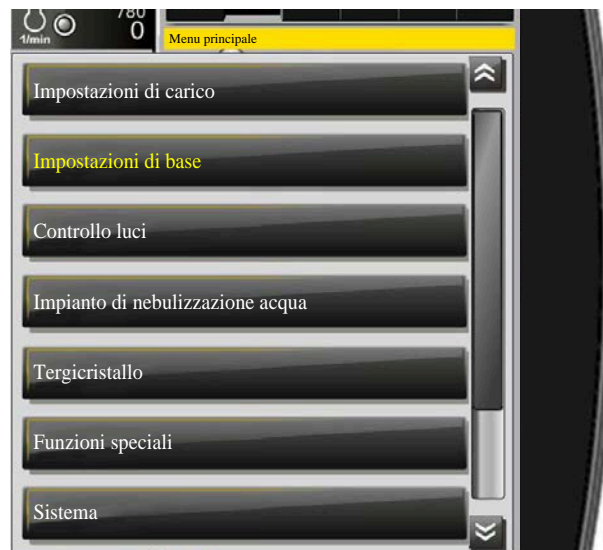 780
1/min
0
Menu principale
Impostazioni di carico
Impostazioni di base
Controllo luci
Impianto di nebulizzazione acqua
Tergicristallo
Funzioni speciali
Sistema